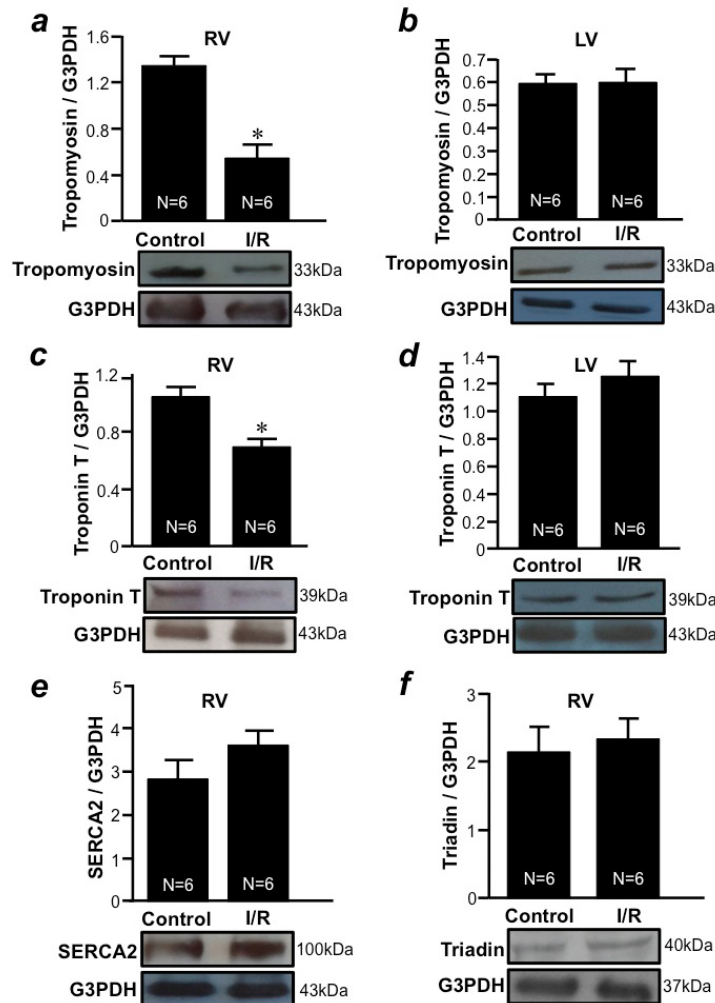 a
RV
Tropomyosin / G3PDH
1.6
1.2
0.8
0.4
0
*
N=6
N=6
Control
I/R
Tropomyosin
33kDa
G3PDH
43kDa
b
LV
Tropomyosin / G3PDH
0.7
0.6
0.5
0.4
0.3
0.2
0.1
0
N=6
N=6
Control
I/R
Tropomyosin
33kDa
G3PDH
43kDa
c
RV
Troponin T / G3PDH
1.2
0.8
0.4
0
*
N=6
N=6
Control
I/R
Troponin T
39kDa
G3PDH
43kDa
d
LV
Troponin T / G3PDH
1.4
1.2
1.0
0.8
0.6
0.4
0.2
0
N=6
N=6
Control
I/R
Troponin T
39kDa
G3PDH
43kDa
e
RV
SERCA2 / G3PDH
5
4
3
2
1
0
N=6
N=6
Control
I/R
SERCA2
100kDa
G3PDH
43kDa
f
RV
Triadin / G3PDH
3
2
1
0
N=6
N=6
Control
I/R
Triadin
40kDa
G3PDH
37kDa